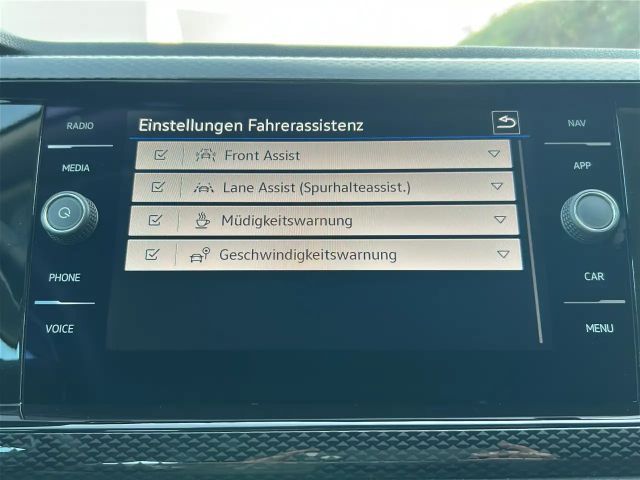 Einstellungen Fahrerassistenz
RADIO
MEDIA
PHONE
VOICE
Front Assist
Lane Assist (Spurhalteassist.)
Müdigkeitswarnung
Geschwindigkeitswarnung
NAV
APP
CAR
MENU